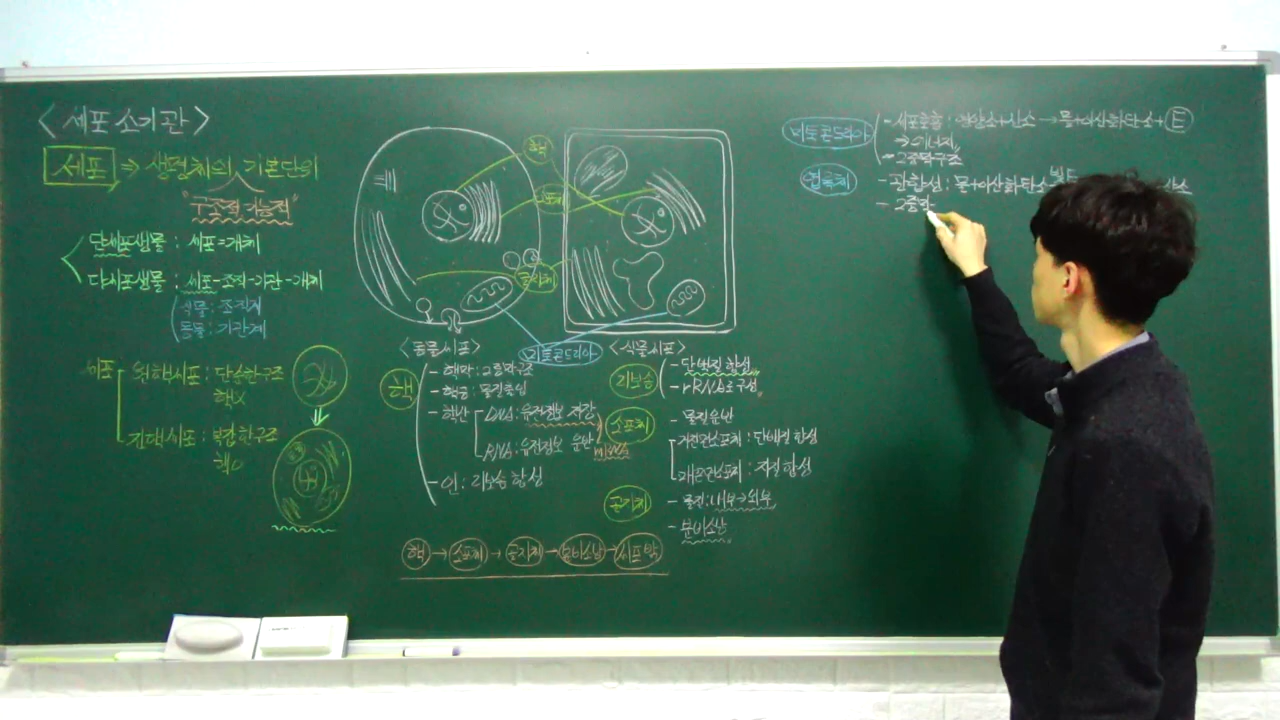 <세포 소기관>
세포 ⇒ 생명체의 기본단위
"구조적 기능적"
단세포생물 : 세포=개체
다세포생물 : 세포-조직-기관-개체
식물 : 조직계
동물 : 기관계
세포
원핵세포 : 단순한구조
핵X
진핵세포 : 복잡한구조
핵O
핵
소포체
골지체
미토콘드리아
<동물세포>
<식물세포>
핵
- 핵막 : 2중막구조
- 핵공 : 물질출입
- 핵산
DNA : 유전정보 저장
RNA : 유전정보 운반
- 인 : 리보솜 합성
리보솜
- 단백질 합성
- rRNA로 구성
소포체
- 물질운반
거친면소포체 : 단백질 합성
매끈면소포체 : 지질 합성
골지체
- 물질 : 내부→외부
- 분비소낭
핵 → 소포체 → 골지체 → 분비소낭 → 세포막
미토콘드리아
- 세포호흡 : 영양소+산소 → 물+이산화탄소+E
⇒ 에너지
- 2중막구조
엽록체
- 광합성 : 물+이산화탄소
- 2중막